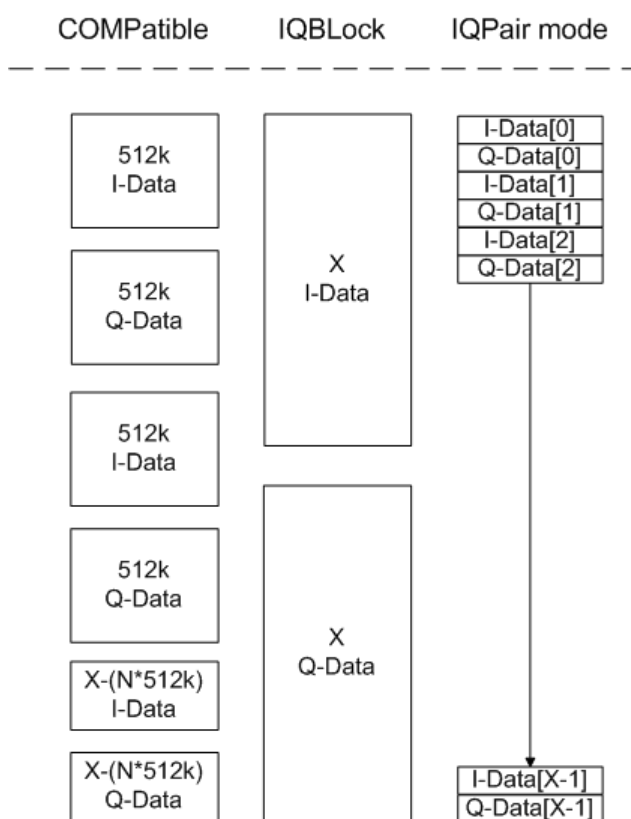 COMPatible IQBLock IQPair mode
512k
I-Data
512k
Q-Data
512k
I-Data
512k
Q-Data
X-(N*512k)
I-Data
X-(N*512k)
Q-Data
X
I-Data
X
Q-Data
I-Data[0]
Q-Data[0]
I-Data[1]
Q-Data[1]
I-Data[2]
Q-Data[2]
I-Data[X-1]
Q-Data[X-1]